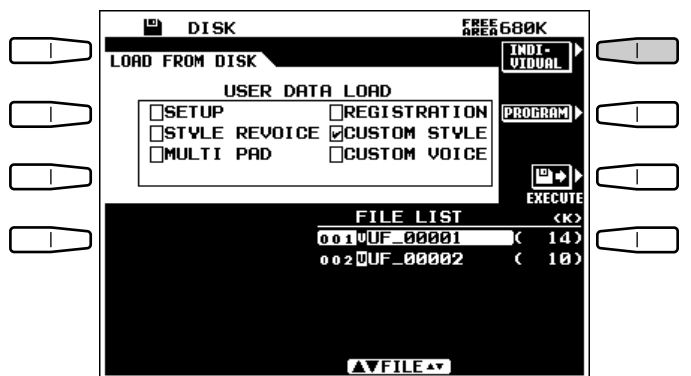 DISK FREE AREA 680K
LOAD FROM DISK
INDI-
VIDUAL
USER DATA LOAD
SETUP REGISTRATION
STYLE REVOICE CUSTOM STYLE
MULTI PAD CUSTOM VOICE
PROGRAM
EXECUTE
FILE LIST <K>
001 U UF_00001 ( 14)
002 U UF_00002 ( 10)
▲▼FILE▲▼